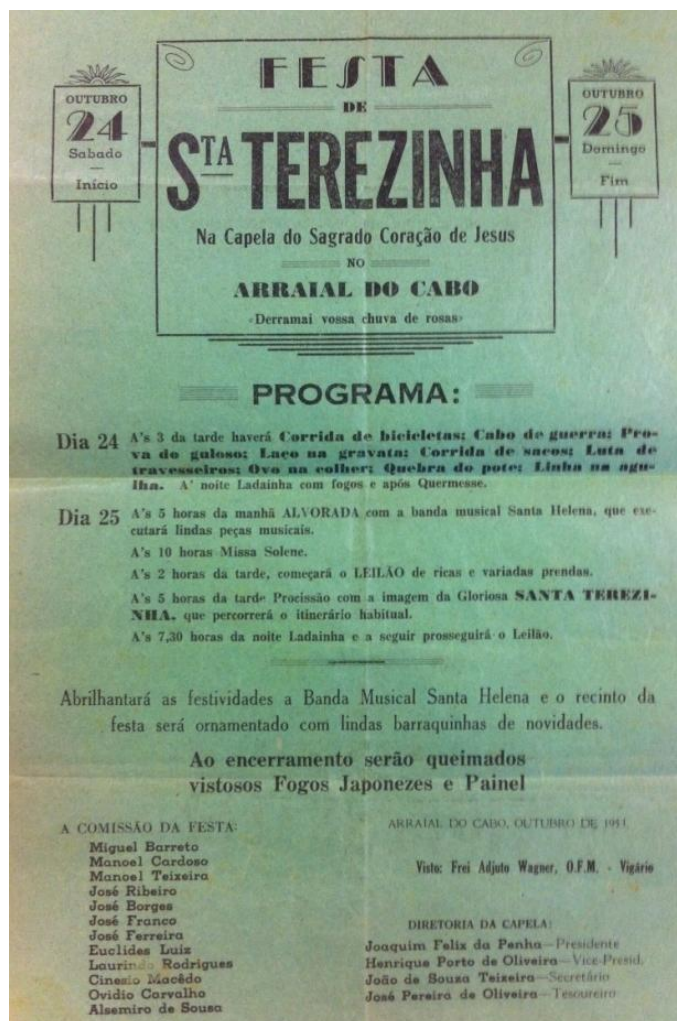 FESTA
DE
STA TEREZINHA
Na Capela do Sagrado Coração de Jesus
NO
ARRAIAL DO CABO
«Derramai vossa chuva de rosas»
OUTUBRO
24
Sabado
—
Início
OUTUBRO
25
Domingo
—
Fim
PROGRAMA:
Dia 24 A's 3 da tarde haverá Corrida de bicicletas; Cabo de guerra; Pro-
va do guloso; Laço na gravata; Corrida de sacos; Luta de
travesseiros; Ovo na colher; Quebra do pote; Linha na agu-
lha. A' noite Ladainha com fogos e após Quermesse.
Dia 25 A's 5 horas da manhã ALVORADA com a banda musical Santa Helena, que exe-
cutará lindas peças musicais.
A's 10 horas Missa Solene.
A's 2 horas da tarde, começará o LEILÃO de ricas e variadas prendas.
A's 5 horas da tarde Procissão com a imagem da Gloriosa SANTA TEREZI-
NHA, que percorrerá o itinerário habitual.
A's 7,30 horas da noite Ladainha e a seguir prosseguirá o Leilão.
Abrilhantará as festividades a Banda Musical Santa Helena e o recinto da
festa será ornamentado com lindas barraquinhas de novidades.
Ao encerramento serão queimados
vistosos Fogos Japonezes e Painel
A COMISSÃO DA FESTA:
Miguel Barreto
Manoel Cardoso
Manoel Teixeira
José Ribeiro
José Borges
José Franco
José Ferreira
Euclides Luiz
Laurindo Rodrigues
Cinesio Macêdo
Ovidio Carvalho
Alsemiro de Sousa
ARRAIAL DO CABO, OUTUBRO DE
Visto: Frei Adjuto Wagner, O.F.M. - Vigário
DIRETORIA DA CAPELA:
Joaquim Felix da Penha—Presidente
Henrique Porto de Oliveira—Vice-Presid.
João de Souza Teixeira—Secretário
José Pereira de Oliveira—Tesoureiro